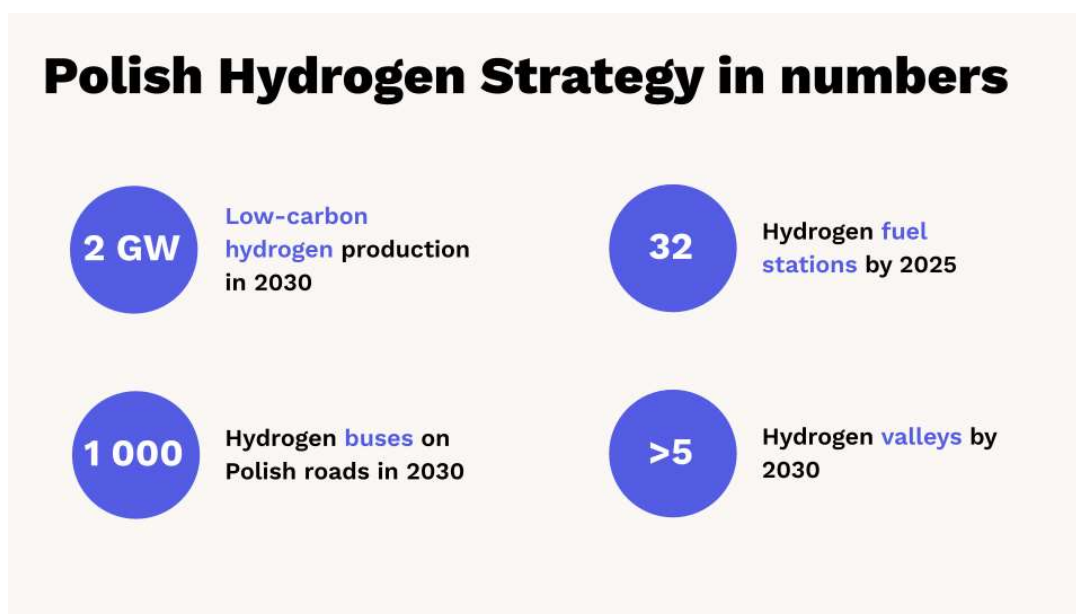 Polish Hydrogen Strategy in numbers
2 GW
Low-carbon
hydrogen production
in 2030
32
Hydrogen fuel
stations by 2025
1 000
Hydrogen buses on
Polish roads in 2030
>5
Hydrogen valleys by
2030